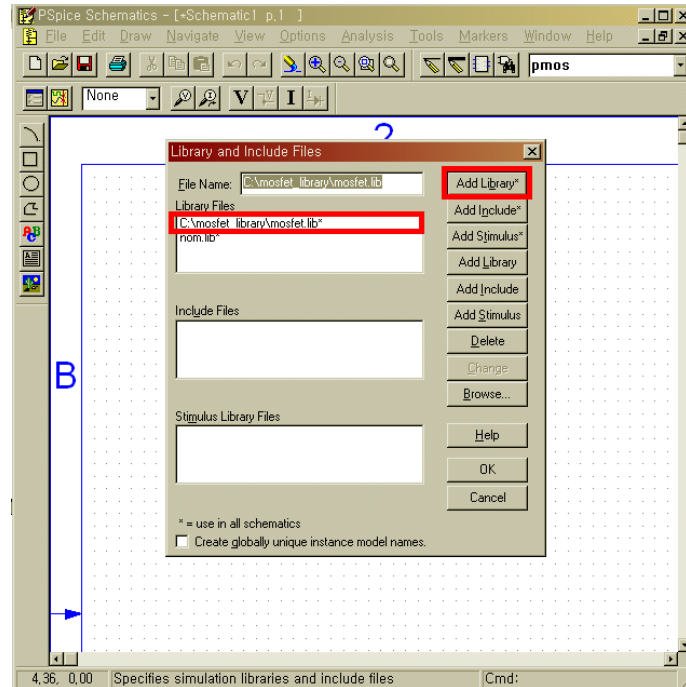 PSpice Schematics - [*Schematic1 p.1 ]
File Edit Draw Navigate View Options Analysis Tools Markers Window Help
pmos
None
V I
2
Library and Include Files
File Name: C:\mosfet_library\mosfet.lib
Add Library*
Library Files
Add Include*
C:\mosfet_library\mosfet.lib*
nom.lib*
Add Stimulus*
Add Library
Add Include
Include Files
Add Stimulus
Delete
Change
B
Browse...
Stimulus Library Files
Help
OK
Cancel
* = use in all schematics
Create globally unique instance model names.
4,36, 0,00 Specifies simulation libraries and include files Cmd: